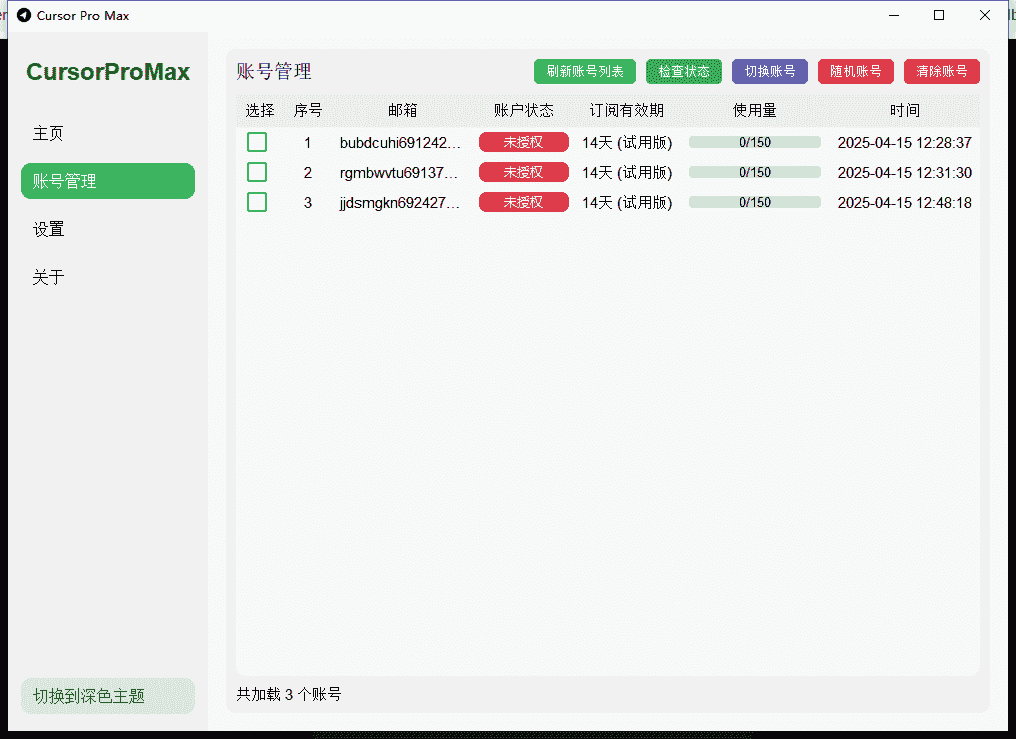 Cursor Pro Max
CursorProMax
主页
账号管理
设置
关于
切换到深色主题
账号管理 刷新账号列表 检查状态 切换账号 随机账号 清除账号
选择 序号 邮箱 账户状态 订阅有效期 使用量 时间
1 bubdcuhi691242... 未授权 14天 (试用版) 0/150 2025-04-15 12:28:37
2 rgmbwvtu69137... 未授权 14天 (试用版) 0/150 2025-04-15 12:31:30
3 jjdsmgkn692427... 未授权 14天 (试用版) 0/150 2025-04-15 12:48:18
共加载 3 个账号